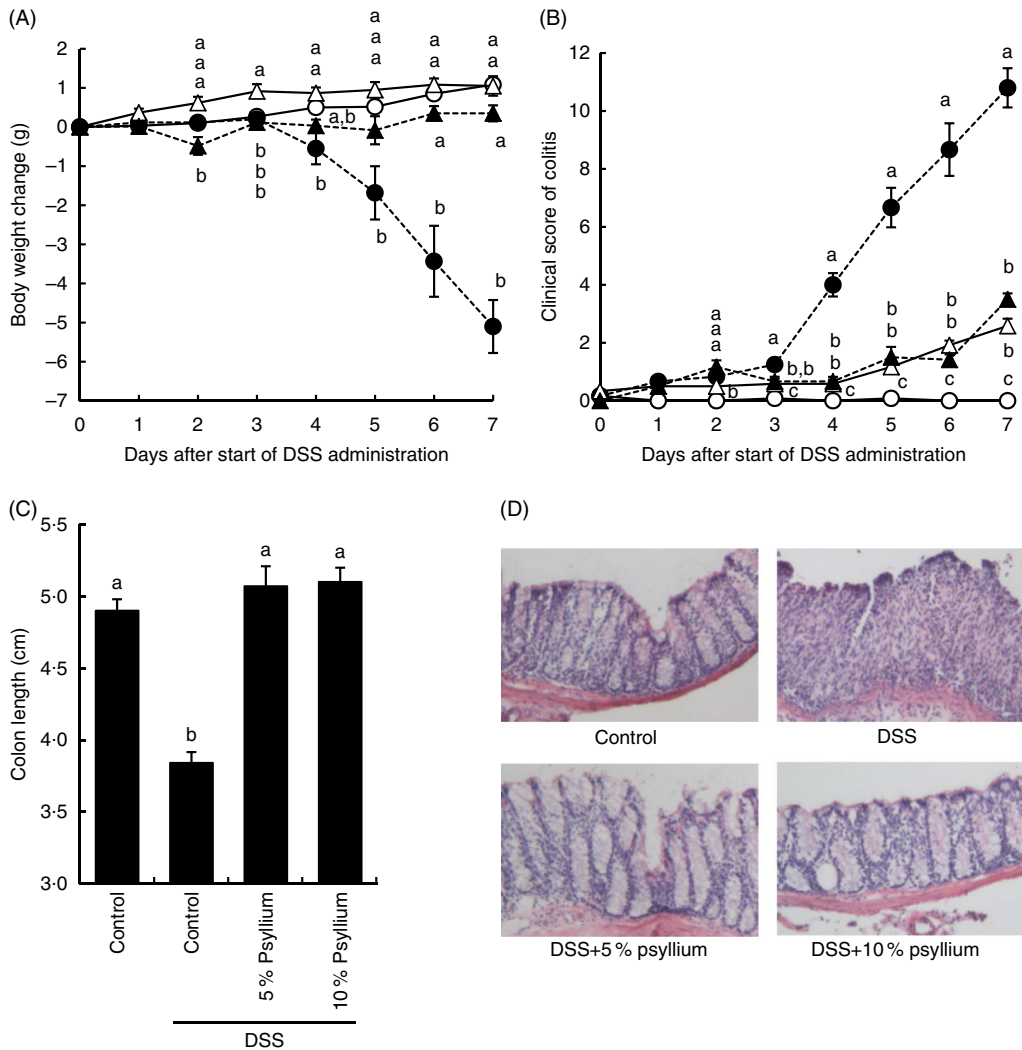 (A)
Body weight change (g)
2
1
0
−1
−2
−3
−4
−5
−6
−7
a
a
a
a
a
a
a
a
a
a
a
a
a
a,b
a
a
b
b
b
b
b
b
b
b
0 1 2 3 4 5 6 7
Days after start of DSS administration
(B)
Clinical score of colitis
12
10
8
6
4
2
0
a
a
a
a
a
a
a
a
b
b
b
b
b
b
b
b,b
b
b
c
c
c
c
0 1 2 3 4 5 6 7
Days after start of DSS administration
(C)
Colon length (cm)
5·5
5·0
4·5
4·0
3·5
3·0
a
b
a
a
Control
Control
5 % Psyllium
10 % Psyllium
DSS
(D)
Control
DSS
DSS+5 % psyllium
DSS+10 % psyllium